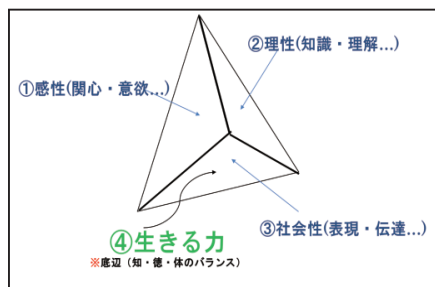 ②理性(知識・理解…)
①感性(関心・意欲…)
③社会性(表現・伝達…)
④生きる力
※底辺（知・徳・体のバランス）